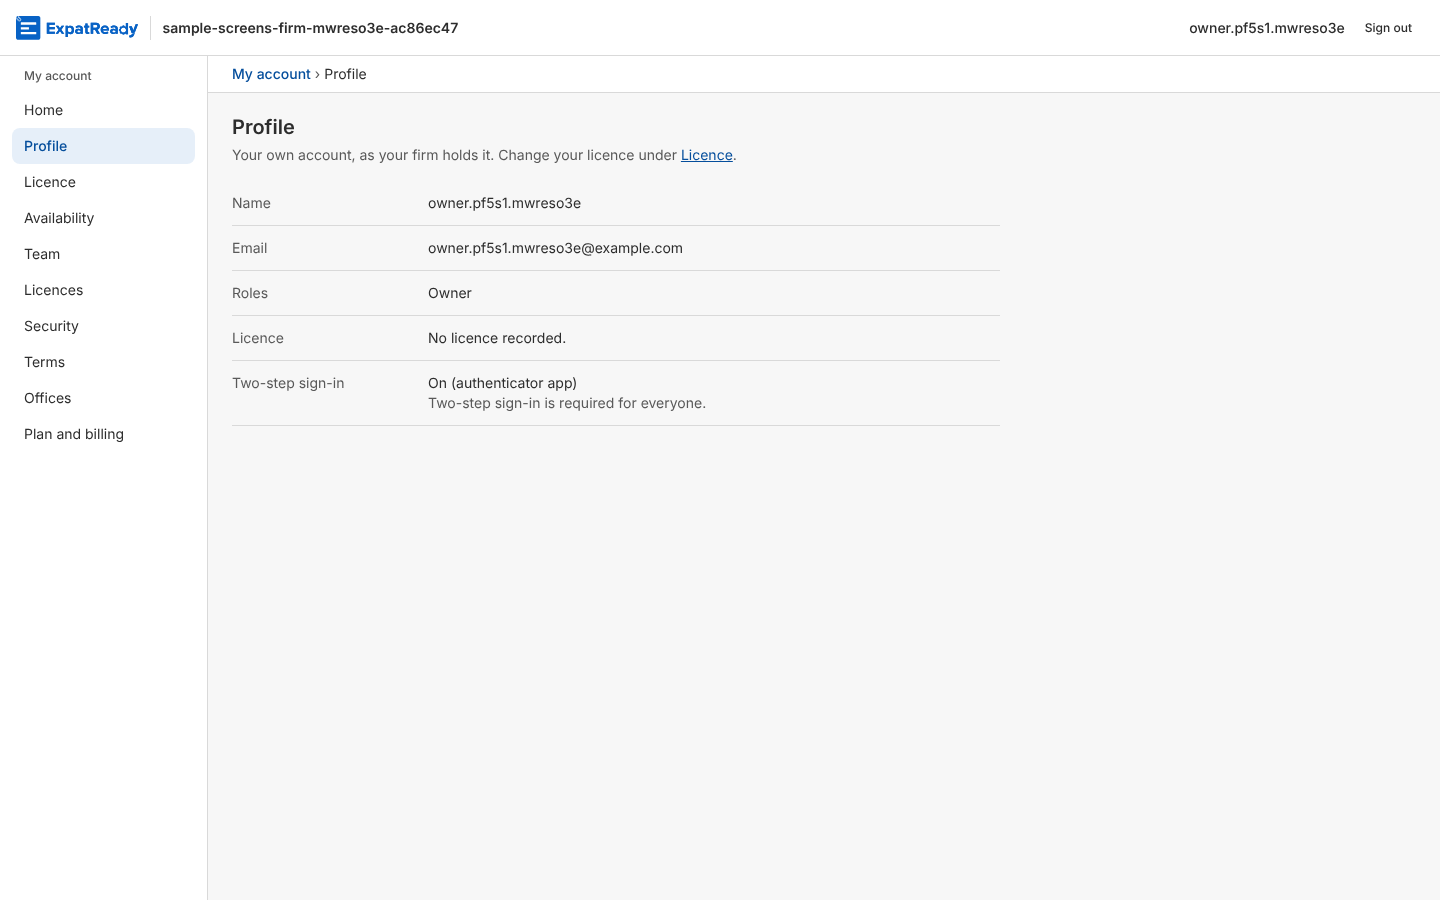 ExpatReady
sample-screens-firm-mwreso3e-ac86ec47
owner.pf5s1.mwreso3e
Sign out
My account
Home
Profile
Licence
Availability
Team
Licences
Security
Terms
Offices
Plan and billing
My account › Profile
Profile
Your own account, as your firm holds it. Change your licence under Licence.
Name owner.pf5s1.mwreso3e
Email owner.pf5s1.mwreso3e@example.com
Roles Owner
Licence No licence recorded.
Two-step sign-in On (authenticator app)
Two-step sign-in is required for everyone.